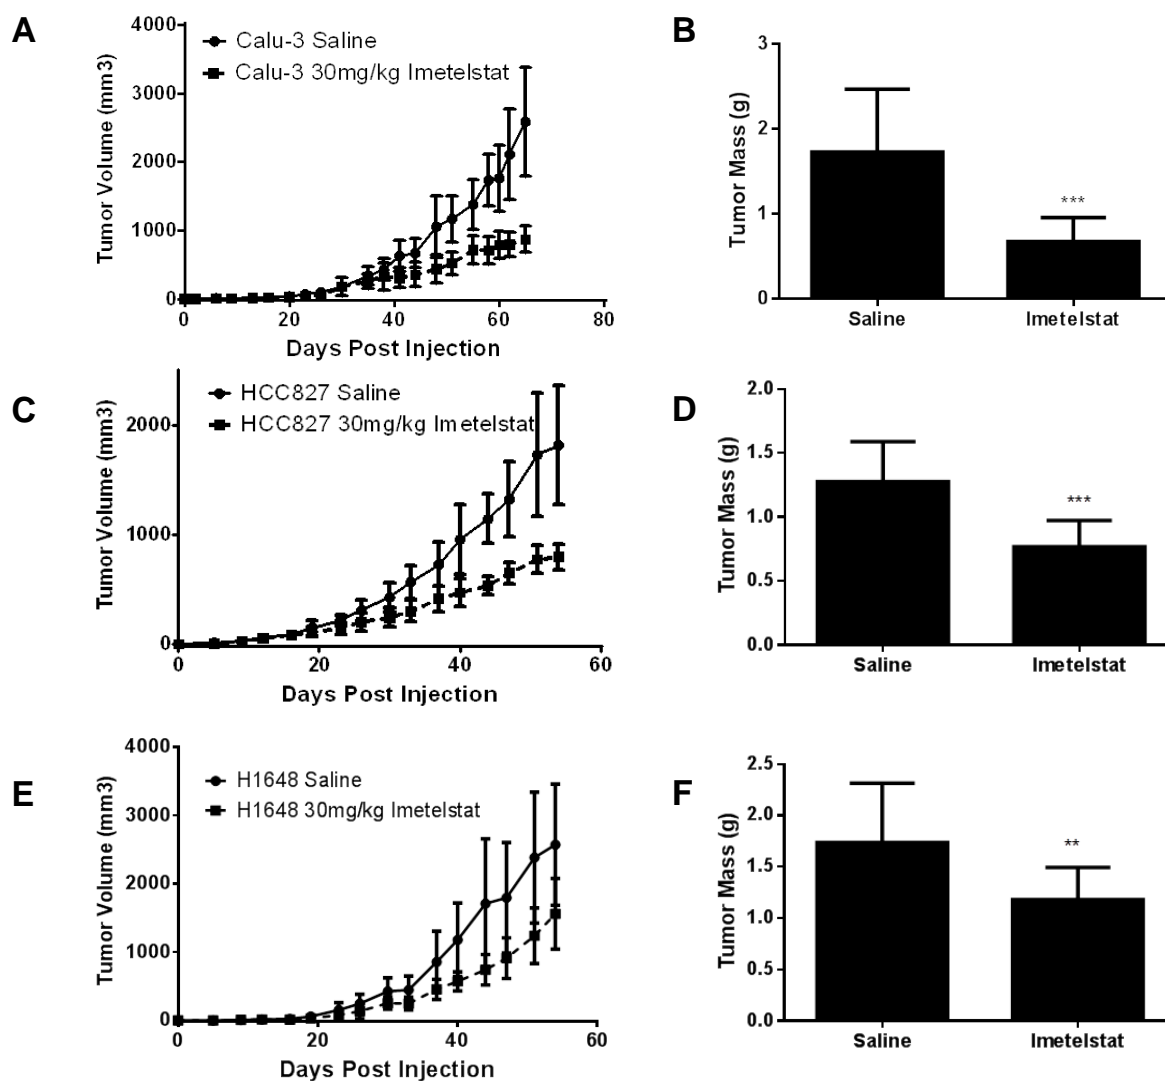 A
Calu-3 Saline
Calu-3 30mg/kg Imetelstat
Tumor Volume (mm3)
4000
3000
2000
1000
0
0 20 40 60 80
Days Post Injection
B
Tumor Mass (g)
3
2
1
0
***
Saline Imetelstat
C
HCC827 Saline
HCC827 30mg/kg Imetelstat
Tumor Volume (mm3)
2000
1000
0
0 20 40 60
Days Post Injection
D
Tumor Mass (g)
2.0
1.5
1.0
0.5
0.0
***
Saline Imetelstat
E
H1648 Saline
H1648 30mg/kg Imetelstat
Tumor Volume (mm3)
4000
3000
2000
1000
0
0 20 40 60
Days Post Injection
F
Tumor Mass (g)
2.5
2.0
1.5
1.0
0.5
0.0
**
Saline Imetelstat